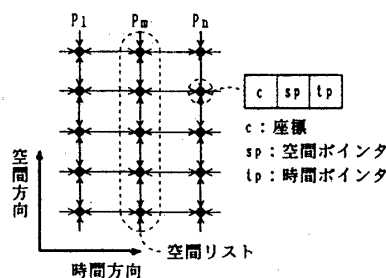 P1 Pm Pn
c sp tp
c：座標
sp：空間ポインタ
tp：時間ポインタ
空間方向
空間リスト
時間方向